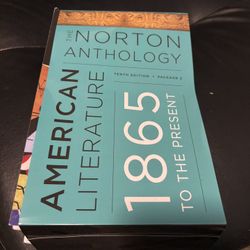 THE NORTON
ANTHOLOGY
TENTH EDITION • PACKAGE 2
AMERICAN
LITERATURE
1865
TO THE PRESENT